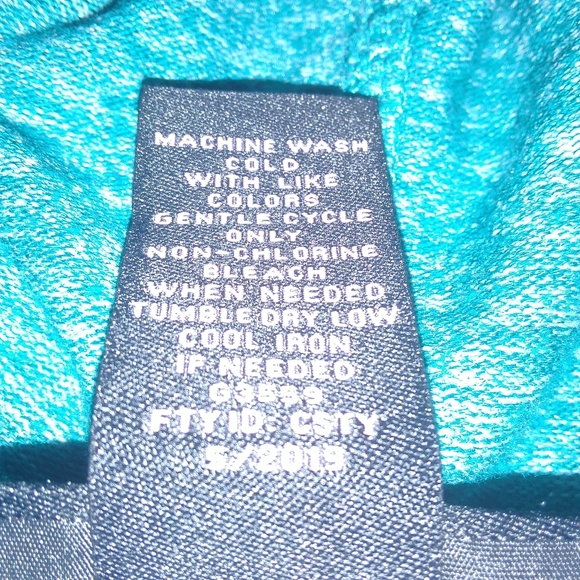 MACHINE WASH
COLD
WITH LIKE
COLORS
GENTLE CYCLE
ONLY
NON-CHLORINE
BLEACH
WHEN NEEDED
TUMBLE DRY LOW
COOL IRON
IF NEEDED
FTY ID: CSTY
5/2019